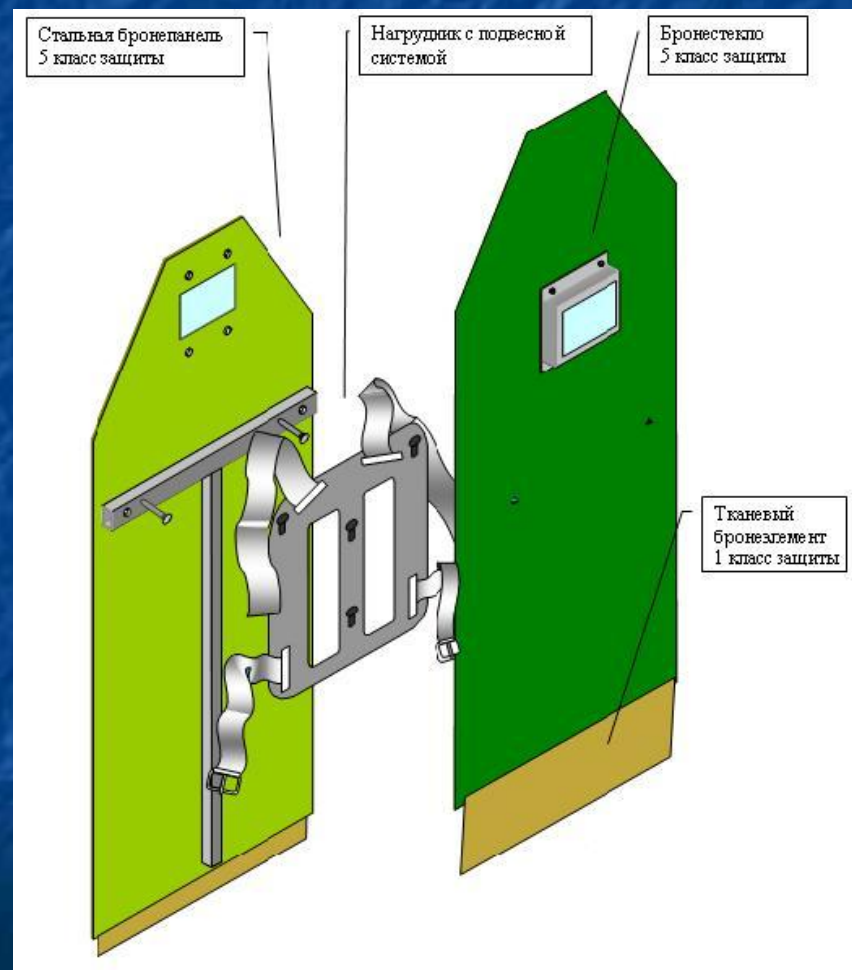 Стальная бронепанель
5 класс защиты
Нагрудник с подвесной
системой
Бронестекло
5 класс защиты
Тканевый
бронеэлемент
1 класс защиты